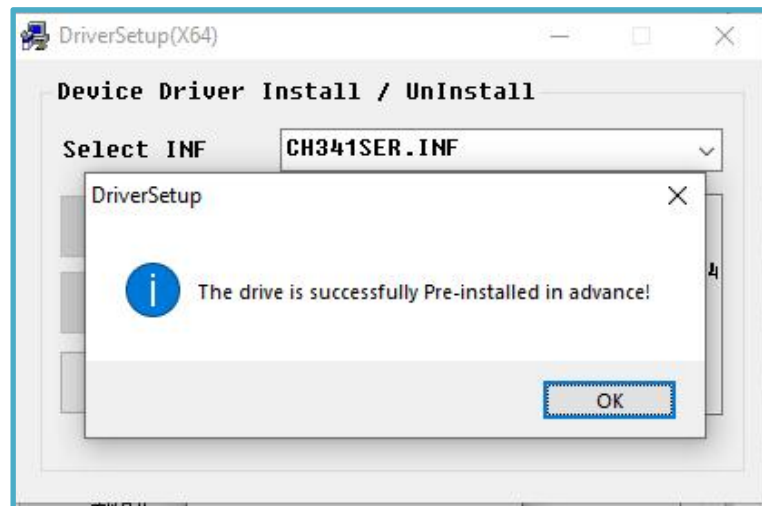 DriverSetup(X64)
Device Driver Install / UnInstall
Select INF
CH341SER.INF
DriverSetup
4
The drive is successfully Pre-installed in advance!
OK